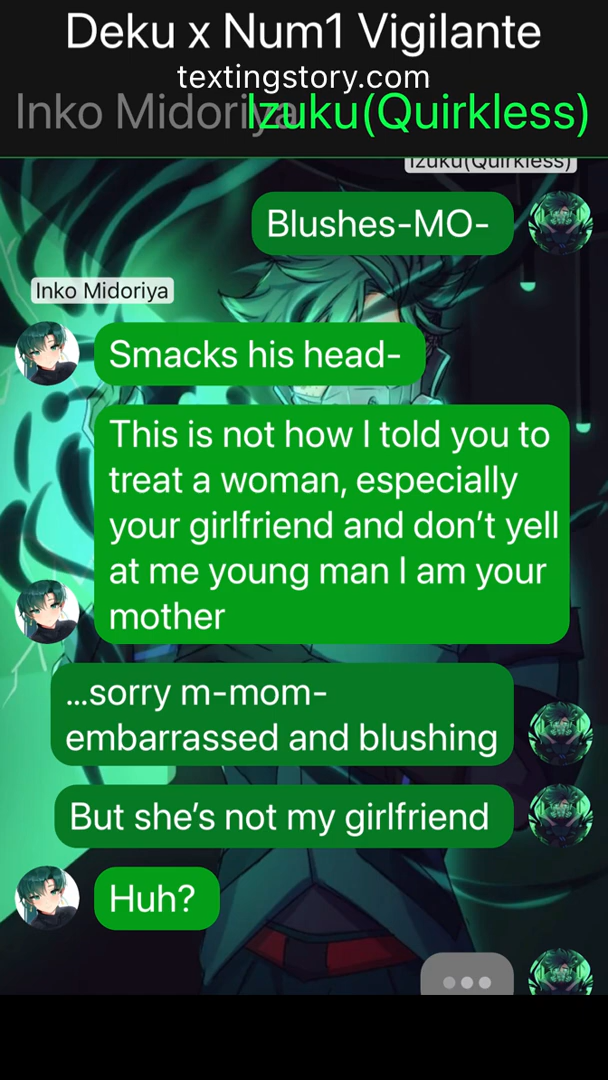 Deku x Num1 Vigilante
textingstory.com
Inko Midoriya Izuku(Quirkless)
Izuku(Quirkless)
Blushes-MO-
Inko Midoriya
Smacks his head-
This is not how I told you to
treat a woman, especially
your girlfriend and don’t yell
at me young man I am your
mother
...sorry m-mom-
embarrassed and blushing
But she’s not my girlfriend
Huh?